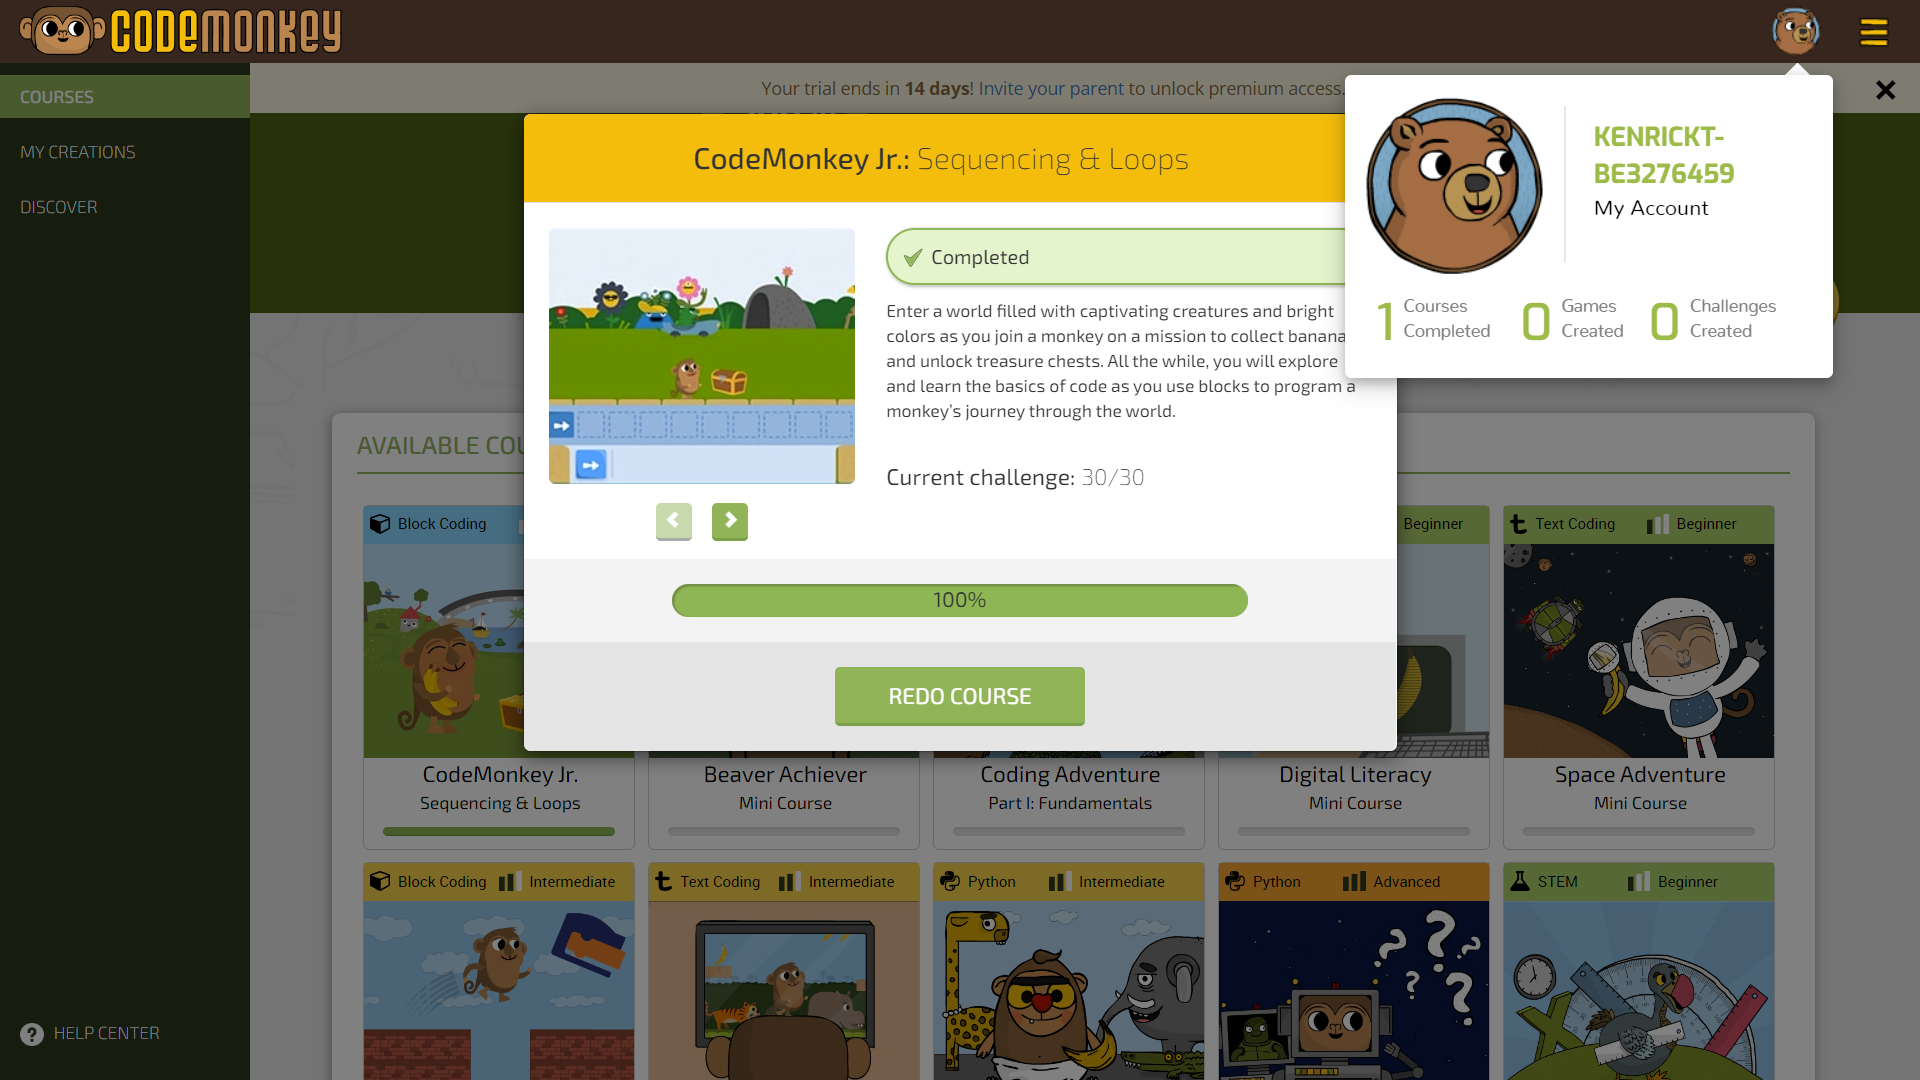 CODEMONKEY
COURSES
MY CREATIONS
DISCOVER
HELP CENTER
Your trial ends in 14 days! Invite your parent to unlock premium access.
KENRICKT-
BE3276459
My Account
1 Courses Completed
0 Games Created
0 Challenges Created
CodeMonkey Jr.: Sequencing & Loops
Completed
Enter a world filled with captivating creatures and bright
colors as you join a monkey on a mission to collect banana
and unlock treasure chests. All the while, you will explore
and learn the basics of code as you use blocks to program a
monkey's journey through the world.
Current challenge: 30/30
100%
REDO COURSE
AVAILABLE COU
Block Coding
Beginner
Text Coding Beginner
CodeMonkey Jr.
Sequencing & Loops
Beaver Achiever
Mini Course
Coding Adventure
Part I: Fundamentals
Digital Literacy
Mini Course
Space Adventure
Mini Course
Block Coding Intermediate
Text Coding Intermediate
Python Intermediate
Python Advanced
STEM Beginner